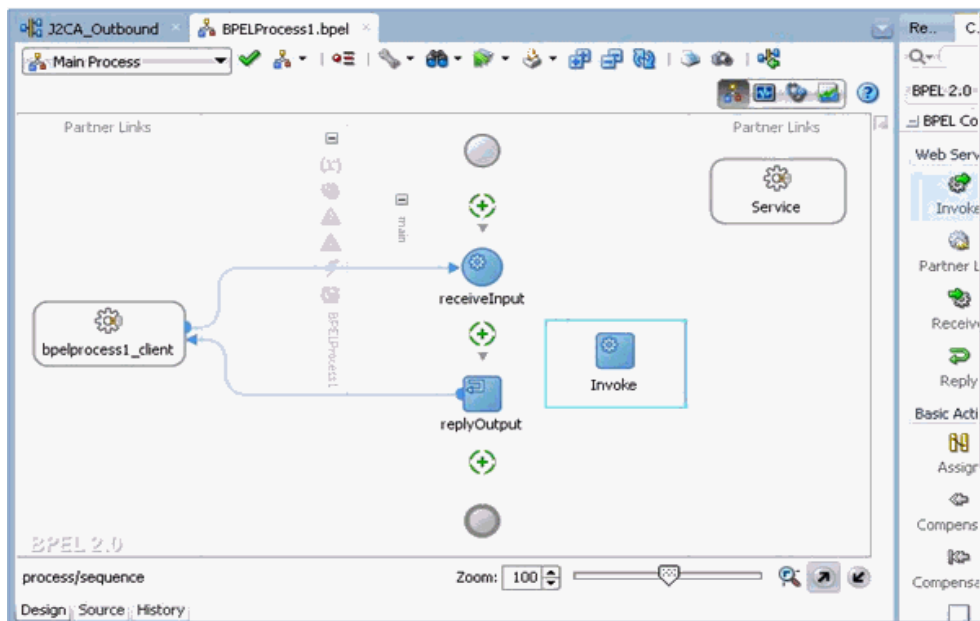 J2CA_Outbound
BPELProcess1.bpel
Re..
C.
Main Process
BPEL 2.0
BPEL Co
Web Serv
Invoke
Partner L
Receive
Reply
Basic Acti
Assign
Compens
Compensa
Partner Links
Partner Links
(x)
main
BPELProcess1
Service
receiveInput
bpelprocess1_client
Invoke
replyOutput
BPEL 2.0
process/sequence
Zoom: 100
Design Source History